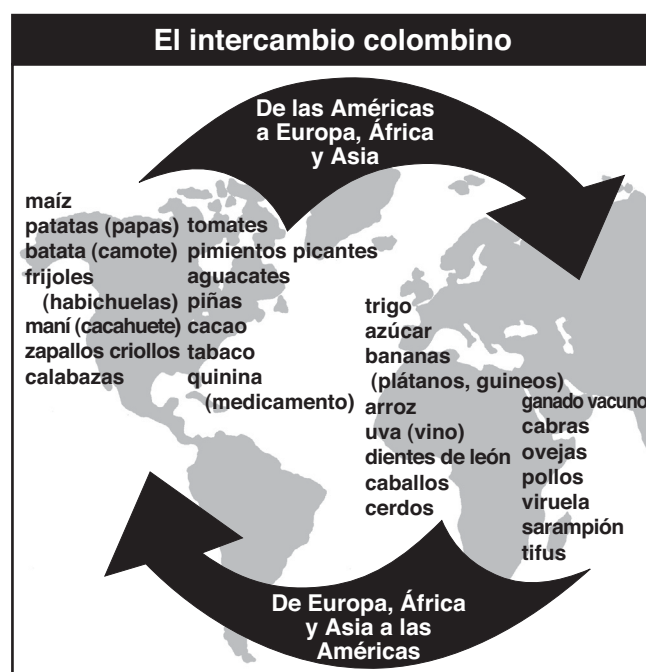 El intercambio colombino
De las Américas
a Europa, África
y Asia
maíz
patatas (papas)
batata (camote)
frijoles
(habichuelas)
maní (cacahuete)
zapallos criollos
calabazas
tomates
pimientos picantes
aguacates
piñas
cacao
tabaco
quinina
(medicamento)
trigo
azúcar
bananas
(plátanos, guineos)
arroz
uva (vino)
dientes de león
caballos
cerdos
ganado vacuno
cabras
ovejas
pollos
viruela
sarampión
tifus
De Europa, África
y Asia a las
Américas